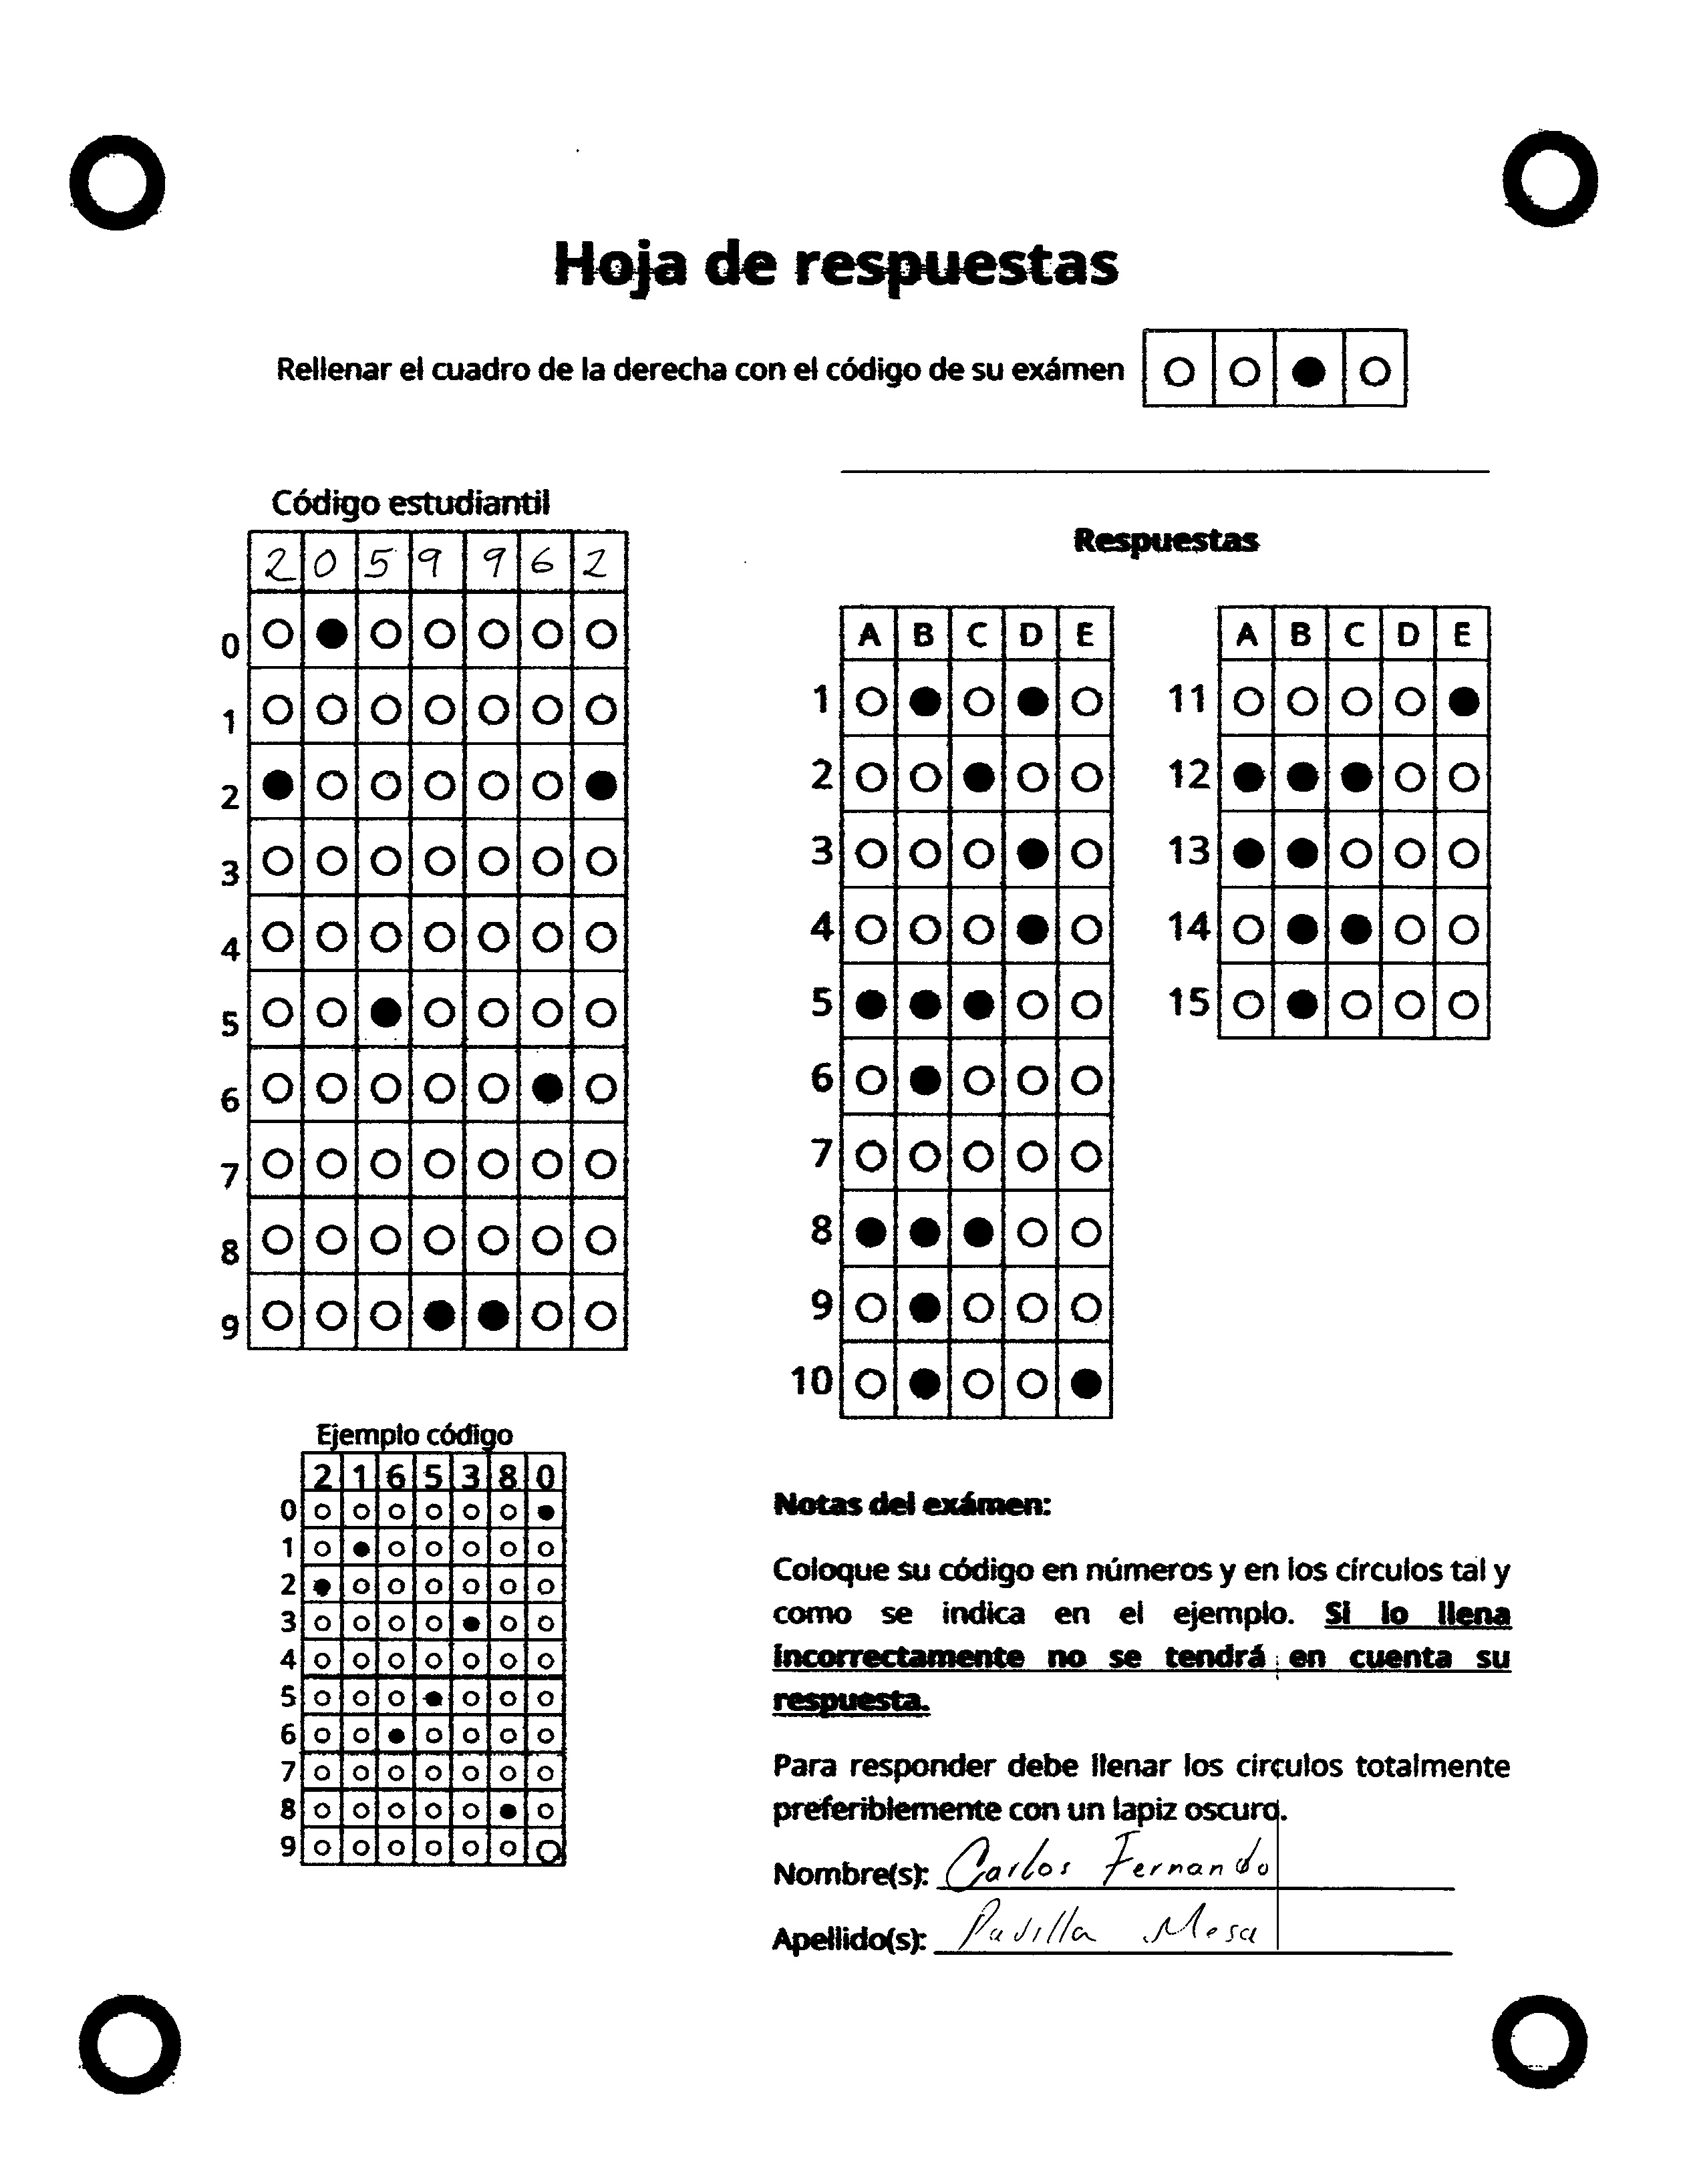 Hoja de respuestas
Rellenar el cuadro de la derecha con el código de su exámen
Código estudiantil
2 0 5 9 9 6 2
0
1
2
3
4
5
6
7
8
9
Respuestas
A B C D E
1
2
3
4
5
6
7
8
9
10
A B C D E
11
12
13
14
15
Ejemplo código
2 1 6 5 3 8 0
0
1
2
3
4
5
6
7
8
9
Notas del exámen:
Coloque su código en números y en los círculos tal y
como se indica en el ejemplo. Si lo llena
incorrectamente no se tendrá en cuenta su
respuesta.
Para responder debe llenar los circulos totalmente
preferiblemente con un lapiz oscuro.
Nombre(s): Carlos Fernando
Apellido(s): Padilla Mesa